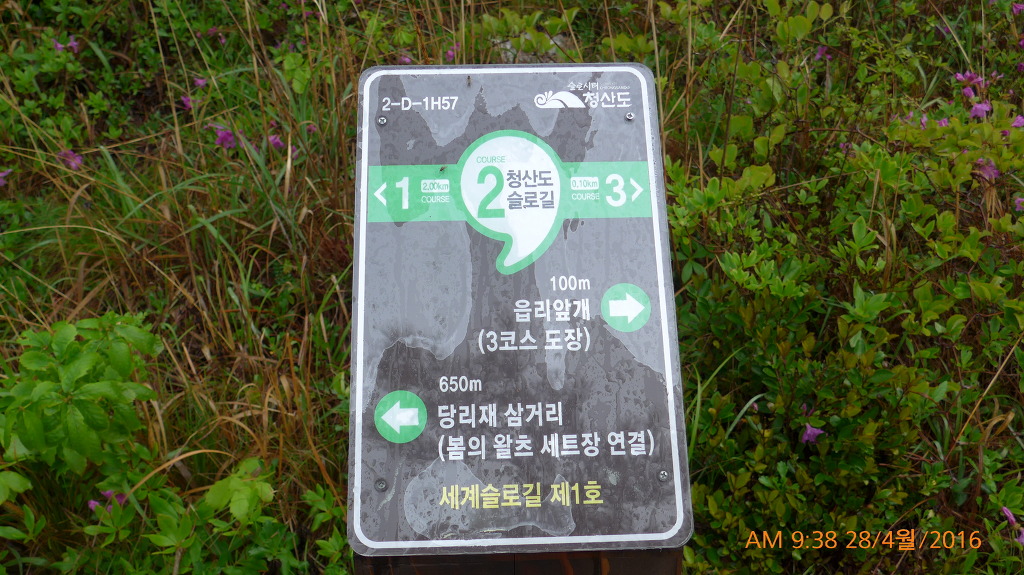 2-D-1H57
슬로시티
청산도
COURSE
2 청산도
슬로길
< 1 2.00km
COURSE
0.10km 3 >
COURSE
100m
읍리앞개
(3코스 도장)
650m
당리재 삼거리
(봄의 왈츠 세트장 연결)
세계슬로길 제1호
AM 9:38 28/4월/2016